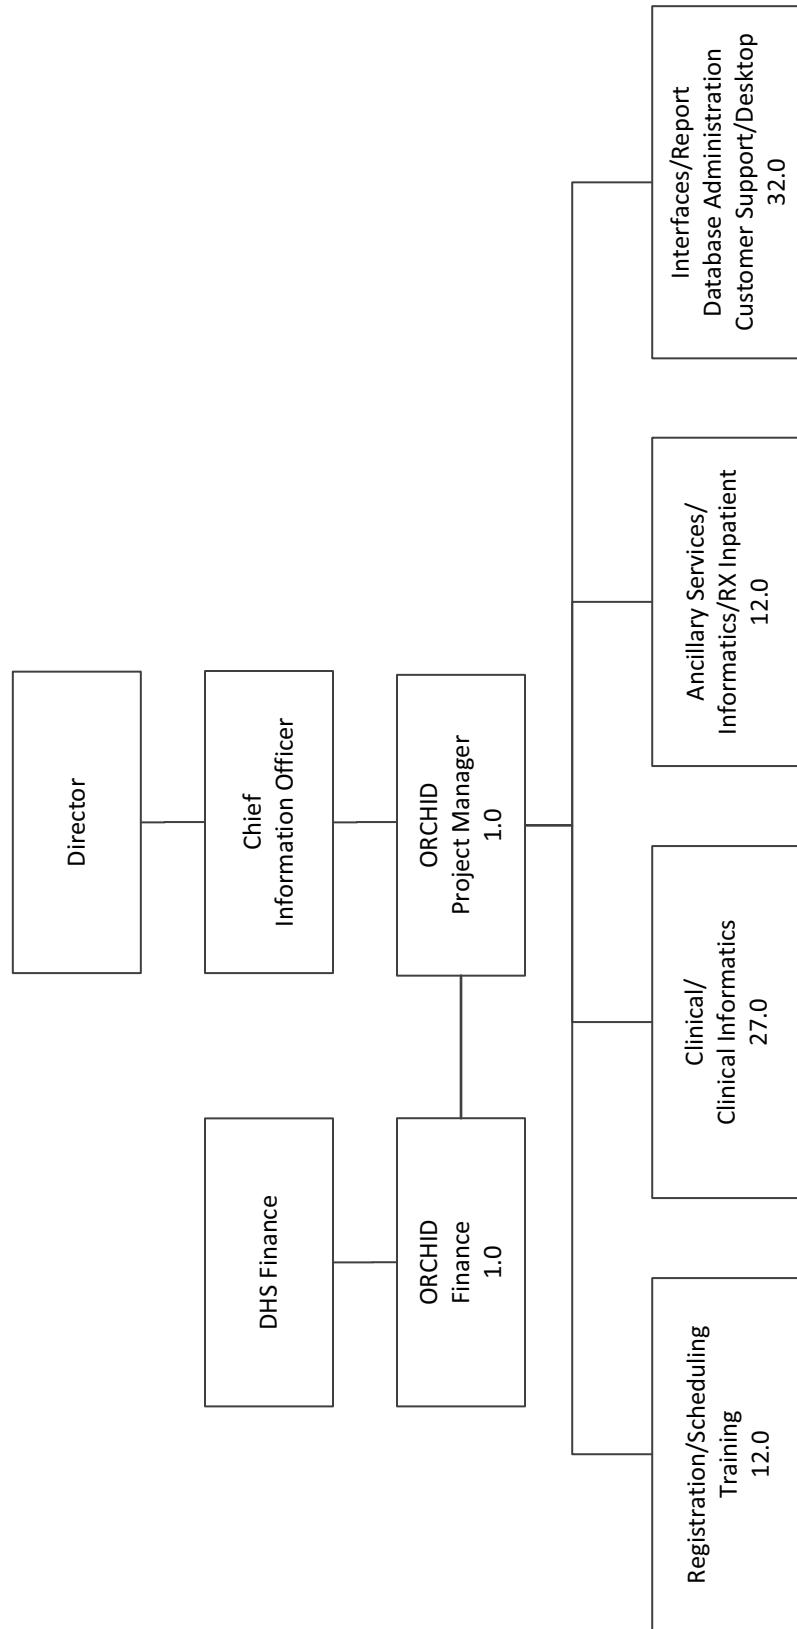 Director
DHS Finance
Chief
Information Officer
ORCHID
Finance
1.0
ORCHID
Project Manager
1.0
Registration/Scheduling
Training
12.0
Clinical/
Clinical Informatics
27.0
Ancillary Services/
Informatics/RX Inpatient
12.0
Interfaces/Report
Database Administration
Customer Support/Desktop
32.0